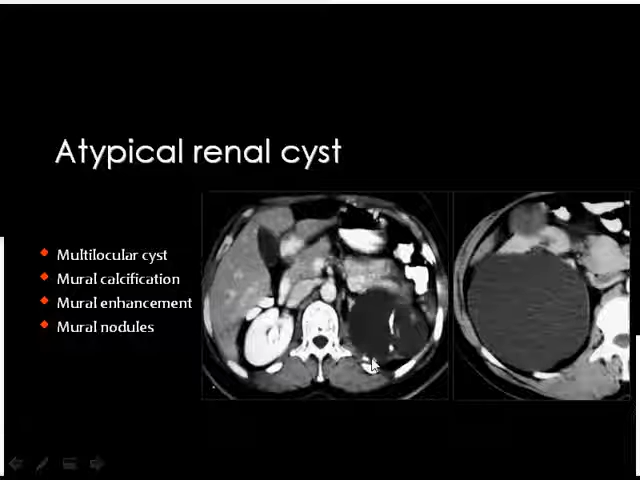 Atypical renal cyst
Multilocular cyst
Mural calcification
Mural enhancement
Mural nodules